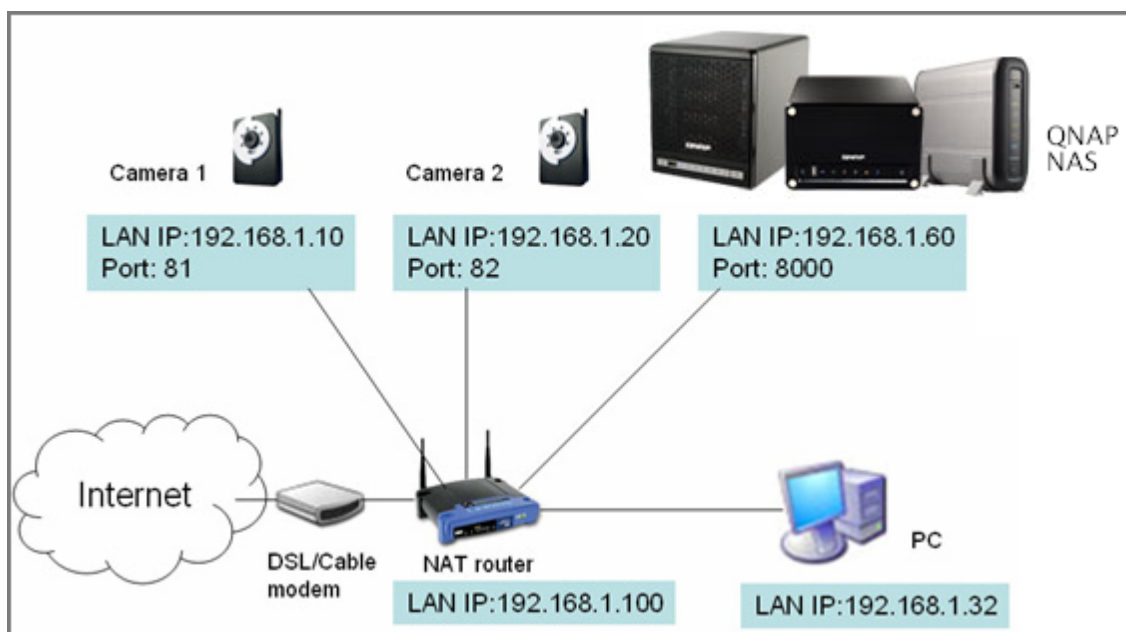 QNAP
NAS
Camera 1
Camera 2
LAN IP:192.168.1.10
Port: 81
LAN IP:192.168.1.20
Port: 82
LAN IP:192.168.1.60
Port: 8000
Internet
DSL/Cable
modem
NAT router
LAN IP:192.168.1.100
PC
LAN IP:192.168.1.32